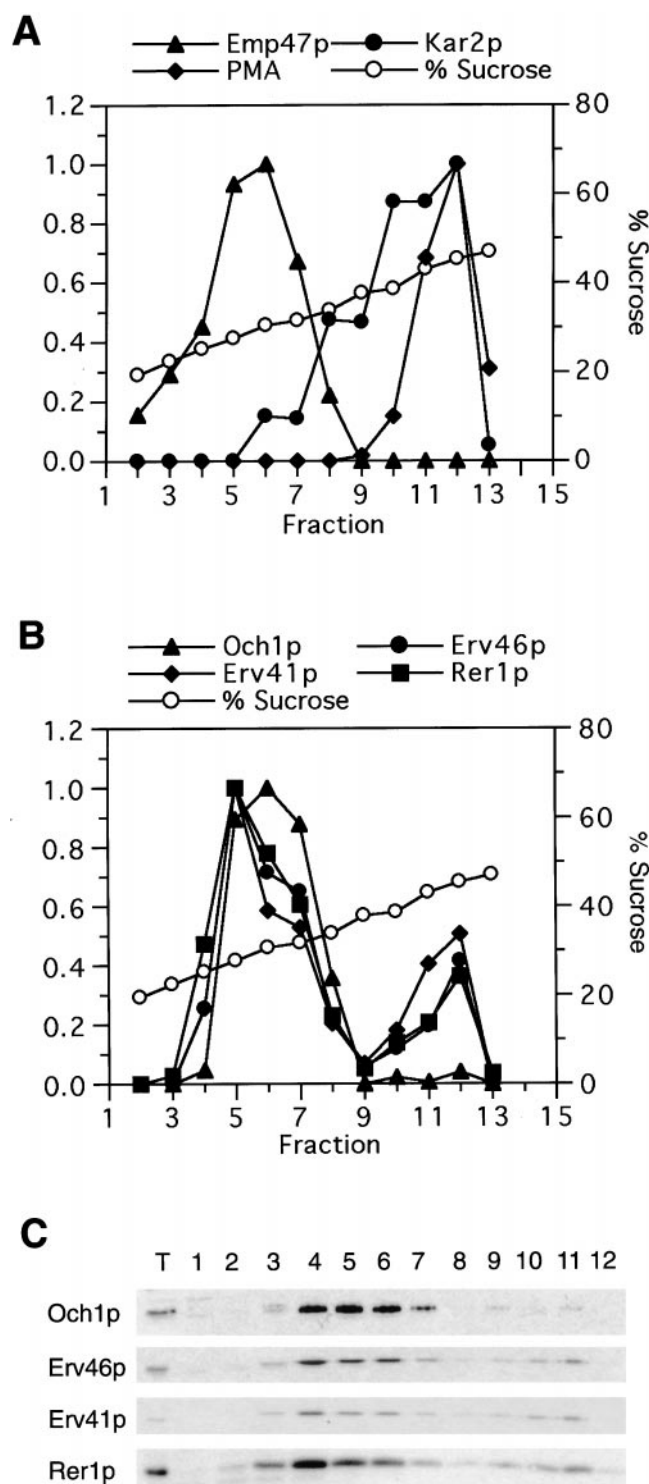 A
Emp47p Kar2p
PMA % Sucrose
1.2 80
1.0
60
0.8
0.6 40
0.4
20
0.2
0.0 0
1 3 5 7 9 11 13 15
Fraction
% Sucrose
B
Och1p Erv46p
Erv41p Rer1p
% Sucrose
1.2 80
1.0
60
0.8
0.6 40
0.4
20
0.2
0.0 0
1 3 5 7 9 11 13 15
Fraction
% Sucrose
C
T 1 2 3 4 5 6 7 8 9 10 11 12
Och1p
Erv46p
Erv41p
Rer1p